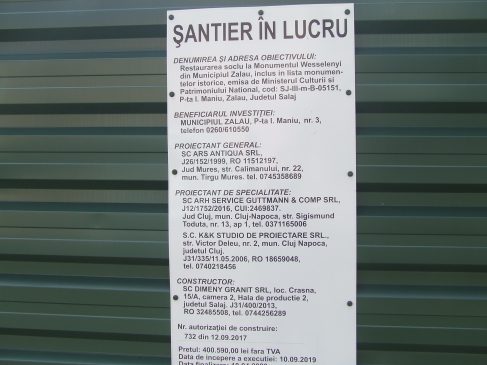 ŞANTIER ÎN LUCRU
DENUMIREA ŞI ADRESA OBIECTIVULUI:
Restaurarea soclu la Monumentul Wesselenyi
din Municipiul Zalau, inclus in lista monumen-
telor istorice, emisa de Ministerul Culturii si
Patrimoniului National, cod: SJ-III-m-B-05151,
P-ta I. Maniu, Zalau, Judetul Salaj
BENEFICIARUL INVESTIŢIEI:
MUNICIPIUL ZALAU, P-ta I. Maniu, nr. 3,
telefon 0260/610550
PROIECTANT GENERAL:
SC ARS ANTIQUA SRL,
J26/152/1999, RO 11512197,
Jud Mures, str. Calimanului, nr. 22,
mun. Tirgu Mures. tel. 0745358689
PROIECTANT DE SPECIALITATE:
SC ARH SERVICE GUTTMANN & COMP SRL,
J12/1752/2016, CUI:2469837.
Jud Cluj, mun. Cluj-Napoca, str. Sigismund
Toduta, nr. 13, ap 1, tel. 0371165006
S.C. K&K STUDIO DE PROIECTARE SRL.,
str. Victor Deleu, nr. 2, mun. Cluj Napoca,
judetul Cluj.
J31/335/11.05.2006, RO 18659048,
tel. 0740218456
CONSTRUCTOR:
SC DIMENY GRANIT SRL, loc. Crasna,
15/A, camera 2, Hala de productie 2,
judetul Salaj. J31/400/2013,
RO 32485508, tel. 0744256289
Nr. autorizaţiei de construire:
732 din 12.09.2017
Pretul: 400.590,00 lei fara TVA
Data de incepere a execuţiei: 10.09.2019
Data finalizare: